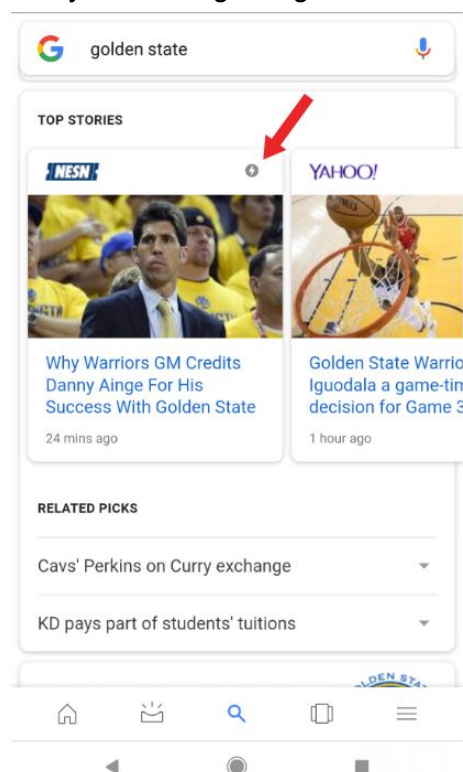 golden state
TOP STORIES
NESN
YAHOO!
Why Warriors GM Credits
Danny Ainge For His
Success With Golden State
24 mins ago
Golden State Warrio
Iguodala a game-tim
decision for Game 3
1 hour ago
RELATED PICKS
Cavs' Perkins on Curry exchange
KD pays part of students' tuitions